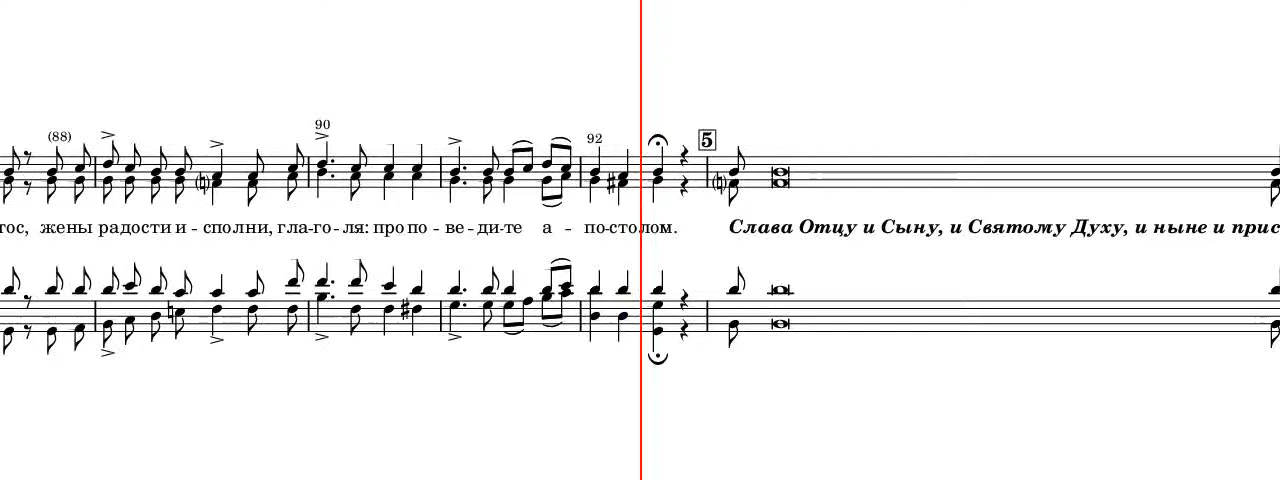 90
(88) 92 5
тос, жены радости и - сполни, гла - го - ля: про по - ве - ди - те а - по - столом. Слава Отцу и Сыну, и Святому Духу, и ныне и прис